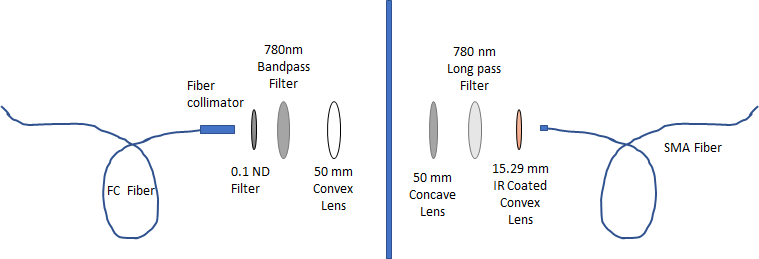 780nm
Bandpass
Filter
Fiber
collimator
FC Fiber
0.1 ND
Filter
50 mm
Convex
Lens
780 nm
Long pass
Filter
50 mm
Concave
Lens
15.29 mm
IR Coated
Convex
Lens
SMA Fiber